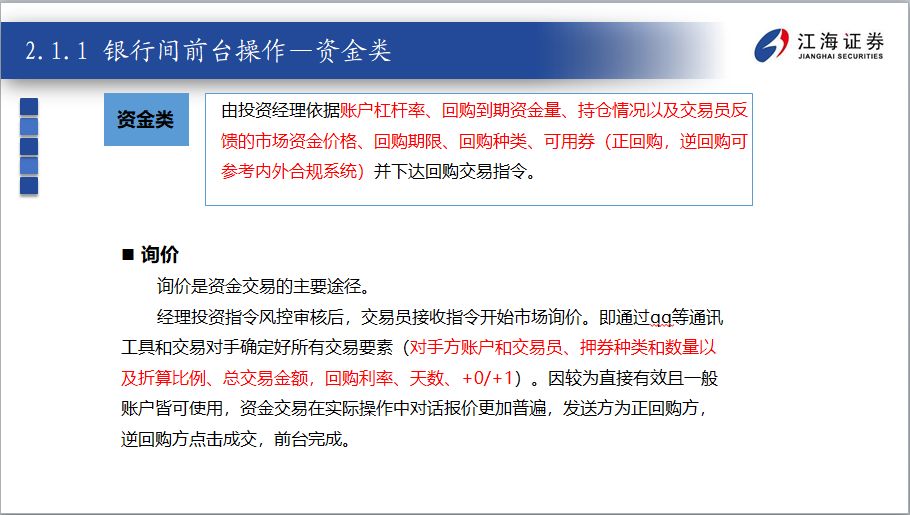 2.1.1 银行间前台操作—资金类
江海证券
JIANGHAI SECURITIES
资金类
由投资经理依据账户杠杆率、回购到期资金量、持仓情况以及交易员反
馈的市场资金价格、回购期限、回购种类、可用券（正回购，逆回购可
参考内外合规系统）并下达回购交易指令。
■ 询价
询价是资金交易的主要途径。
经理投资指令风控审核后，交易员接收指令开始市场询价。即通过qq等通讯
工具和交易对手确定好所有交易要素（对手方账户和交易员、押券种类和数量以
及折算比例、总交易金额，回购利率、天数、+0/+1）。因较为直接有效且一般
账户皆可使用，资金交易在实际操作中对话报价更加普遍，发送方为正回购方，
逆回购方点击成交，前台完成。